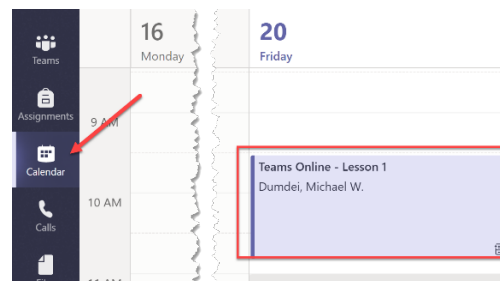 Teams
Assignments
Calendar
Calls
16
Monday
20
Friday
9 AM
10 AM
Teams Online - Lesson 1
Dumdei, Michael W.